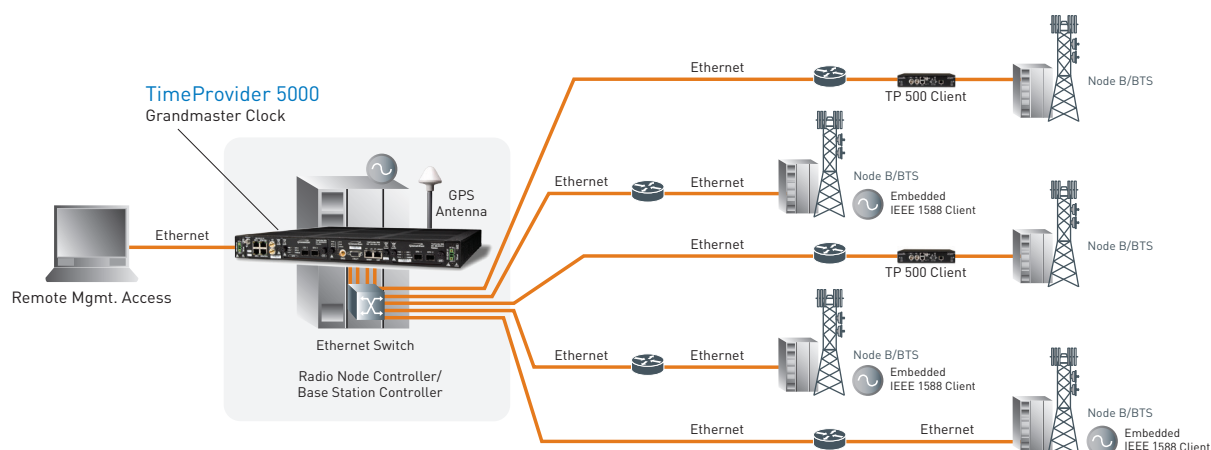 TimeProvider 5000
Grandmaster Clock
GPS
Antenna
Ethernet
Remote Mgmt. Access
Ethernet Switch
Radio Node Controller/
Base Station Controller
Ethernet
TP 500 Client
Node B/BTS
Ethernet
Ethernet
Node B/BTS
Embedded
IEEE 1588 Client
Ethernet
TP 500 Client
Node B/BTS
Ethernet
Ethernet
Node B/BTS
Embedded
IEEE 1588 Client
Ethernet
Ethernet
Node B/BTS
Embedded
IEEE 1588 Client